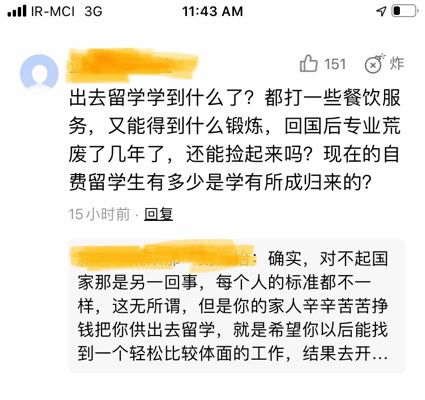 IR-MCI 3G 11:43 AM
151 炸
出去留学学到什么了？都打一些餐饮服
务，又能得到什么锻炼，回国后专业荒
废了几年了，还能捡起来吗？现在的自
费留学生有多少是学有所成归来的？
15小时前 · 回复
：确实，对不起国
家那是另一回事，每个人的标准都不一
样，这无所谓，但是你的家人辛辛苦苦挣
钱把你供出去留学，就是希望你以后能找
到一个轻松比较体面的工作，结果去开...